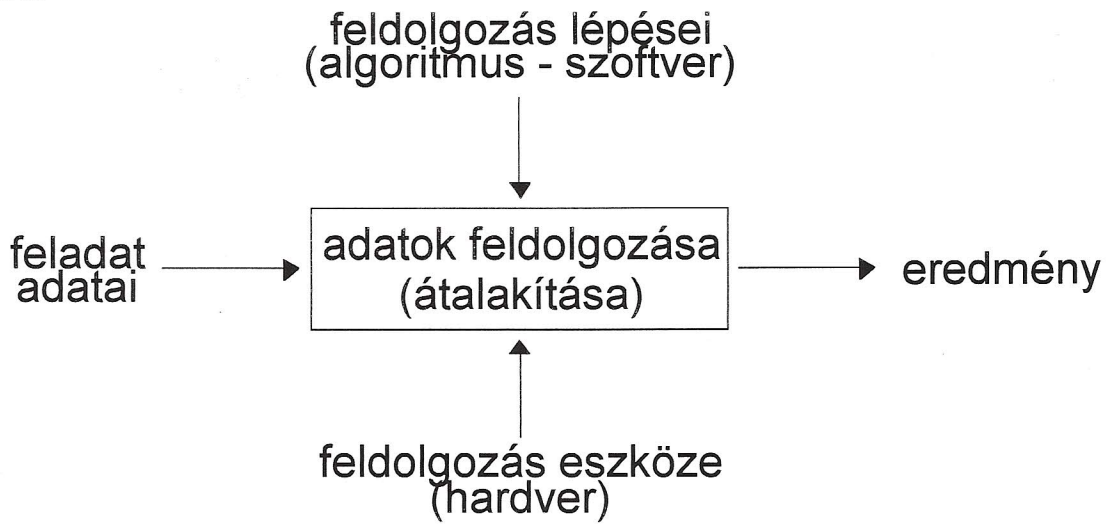 feldolgozás lépései
(algoritmus - szoftver)
feladat
adatai
adatok feldolgozása
(átalakítása)
eredmény
feldolgozás eszköze
(hardver)